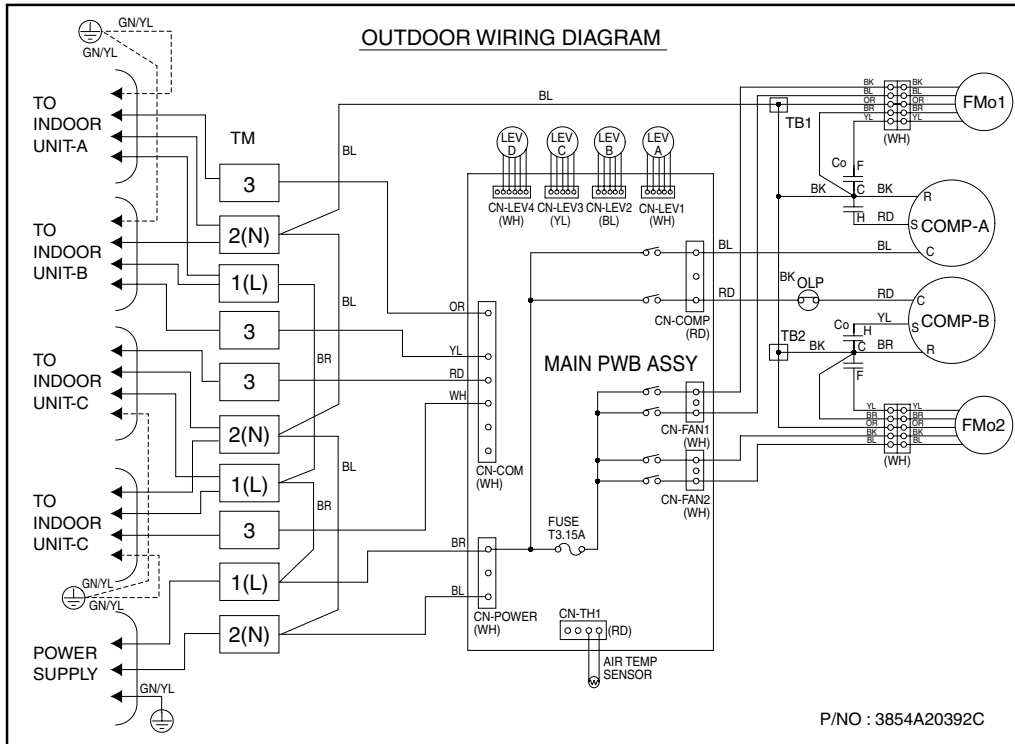 OUTDOOR WIRING DIAGRAM
GN/YL
GN/YL
TO
INDOOR
UNIT-A
TO
INDOOR
UNIT-B
TO
INDOOR
UNIT-C
TO
INDOOR
UNIT-C
GN/YL
GN/YL
POWER
SUPPLY
GN/YL
TM
3
2(N)
1(L)
3
3
2(N)
1(L)
3
1(L)
2(N)
BL
BL
BL
BR
BL
BR
OR
YL
RD
WH
BR
BL
LEV
D
LEV
C
LEV
B
LEV
A
CN-LEV4
(WH)
CN-LEV3
(YL)
CN-LEV2
(BL)
CN-LEV1
(WH)
CN-COM
(WH)
CN-POWER
(WH)
MAIN PWB ASSY
FUSE
T3.15A
CN-COMP
(RD)
CN-FAN1
(WH)
CN-FAN2
(WH)
CN-TH1
(RD)
AIR TEMP
SENSOR
BL
RD
TB1
TB2
BK
BL
OR
BR
YL
BK
BL
OR
BR
YL
(WH)
FMo1
Co
F
C
H
BK
BK
RD
BL
R
S
C
COMP-A
BK
OLP
RD
YL
BR
C
S
R
COMP-B
Co
H
C
F
BK
YL
BR
OR
BK
BL
YL
BR
OR
BK
BL
(WH)
FMo2
P/NO : 3854A20392C